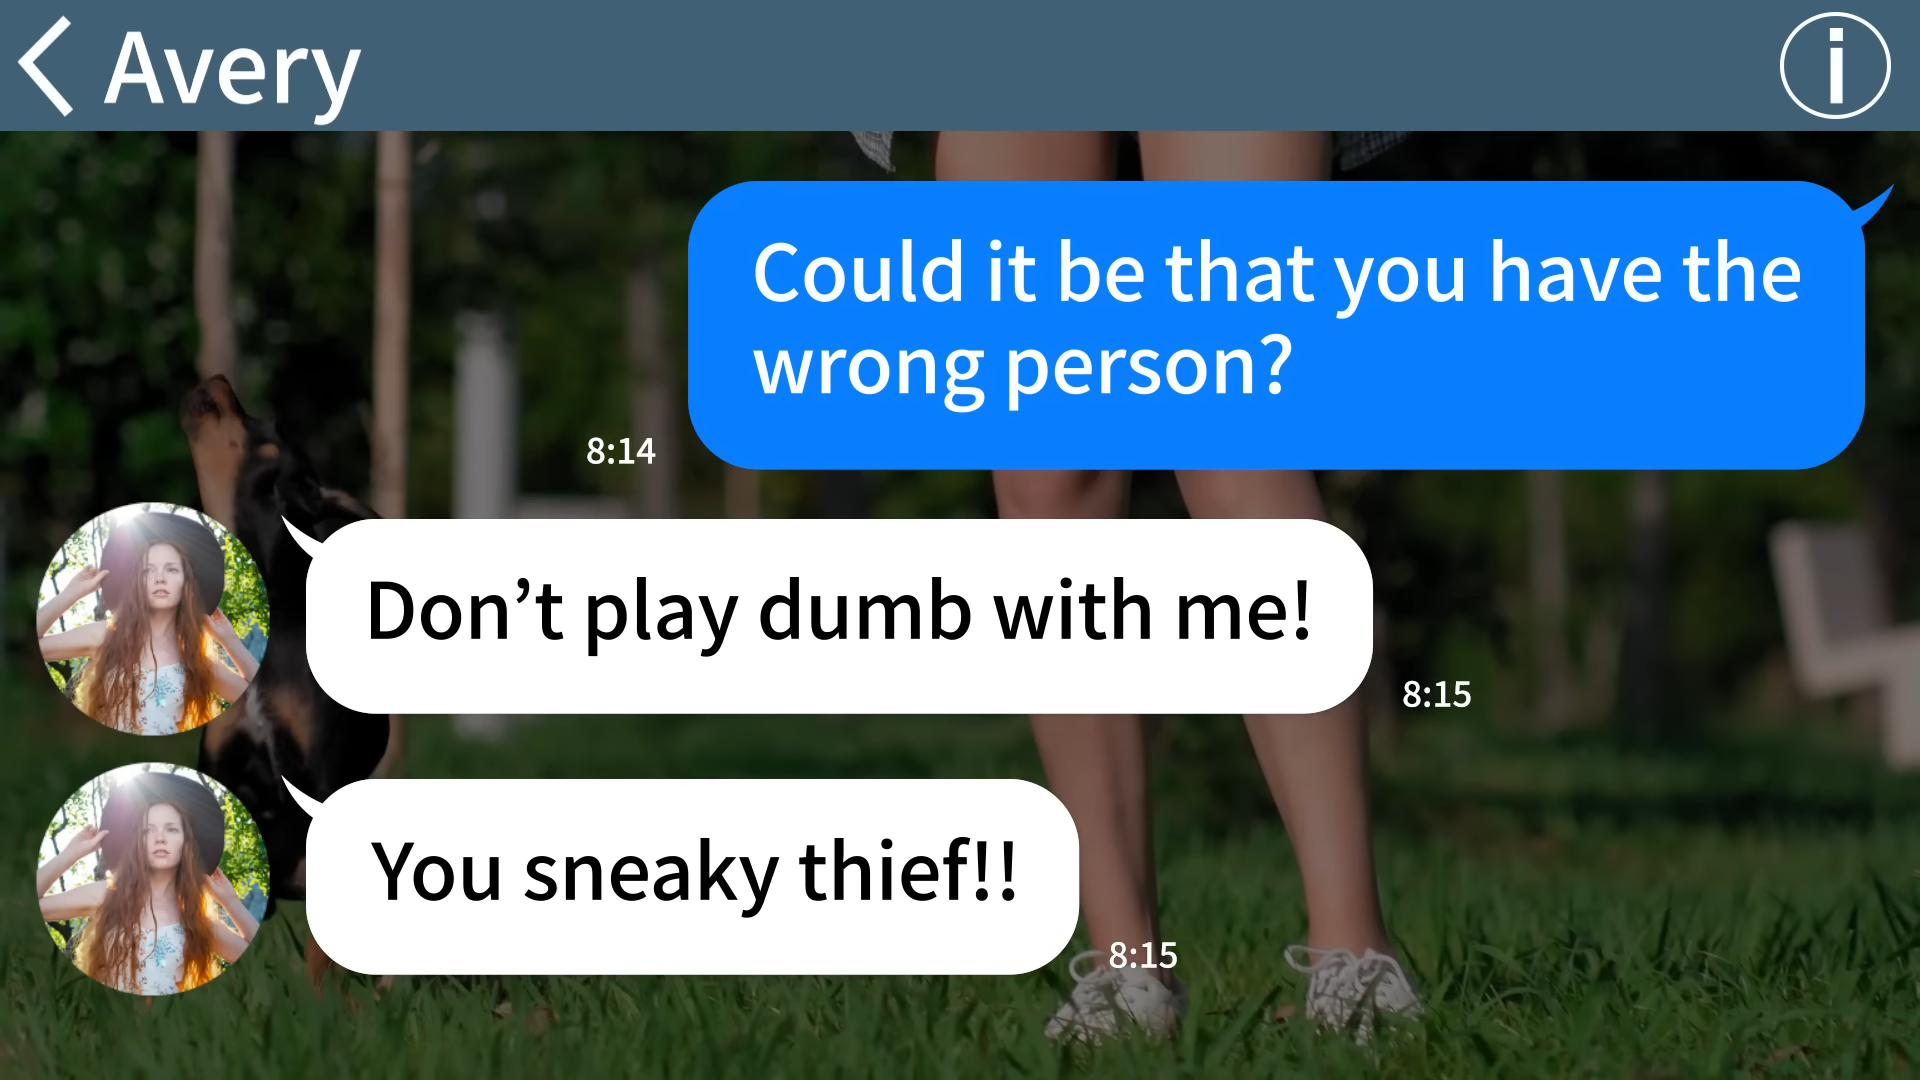 Avery
Could it be that you have the
wrong person?
8:14
Don’t play dumb with me!
8:15
You sneaky thief!!
8:15